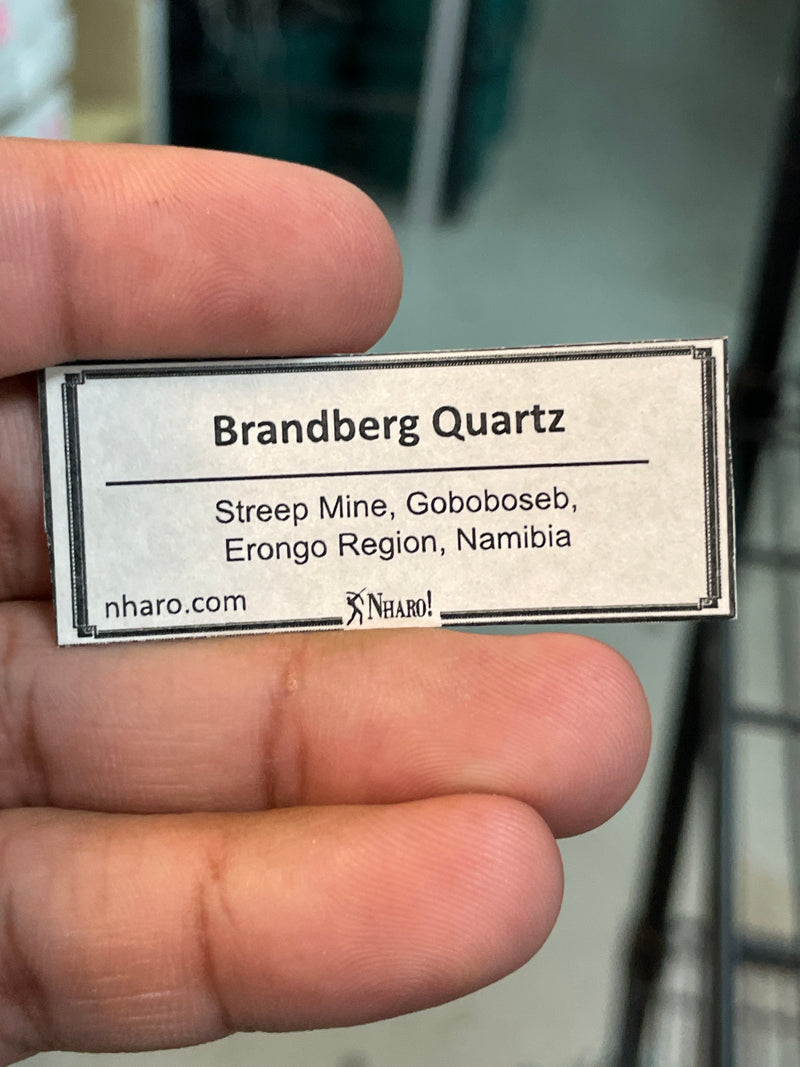 Brandberg Quartz
Streep Mine, Goboboseb,
Erongo Region, Namibia
nharo.com
NHARO!